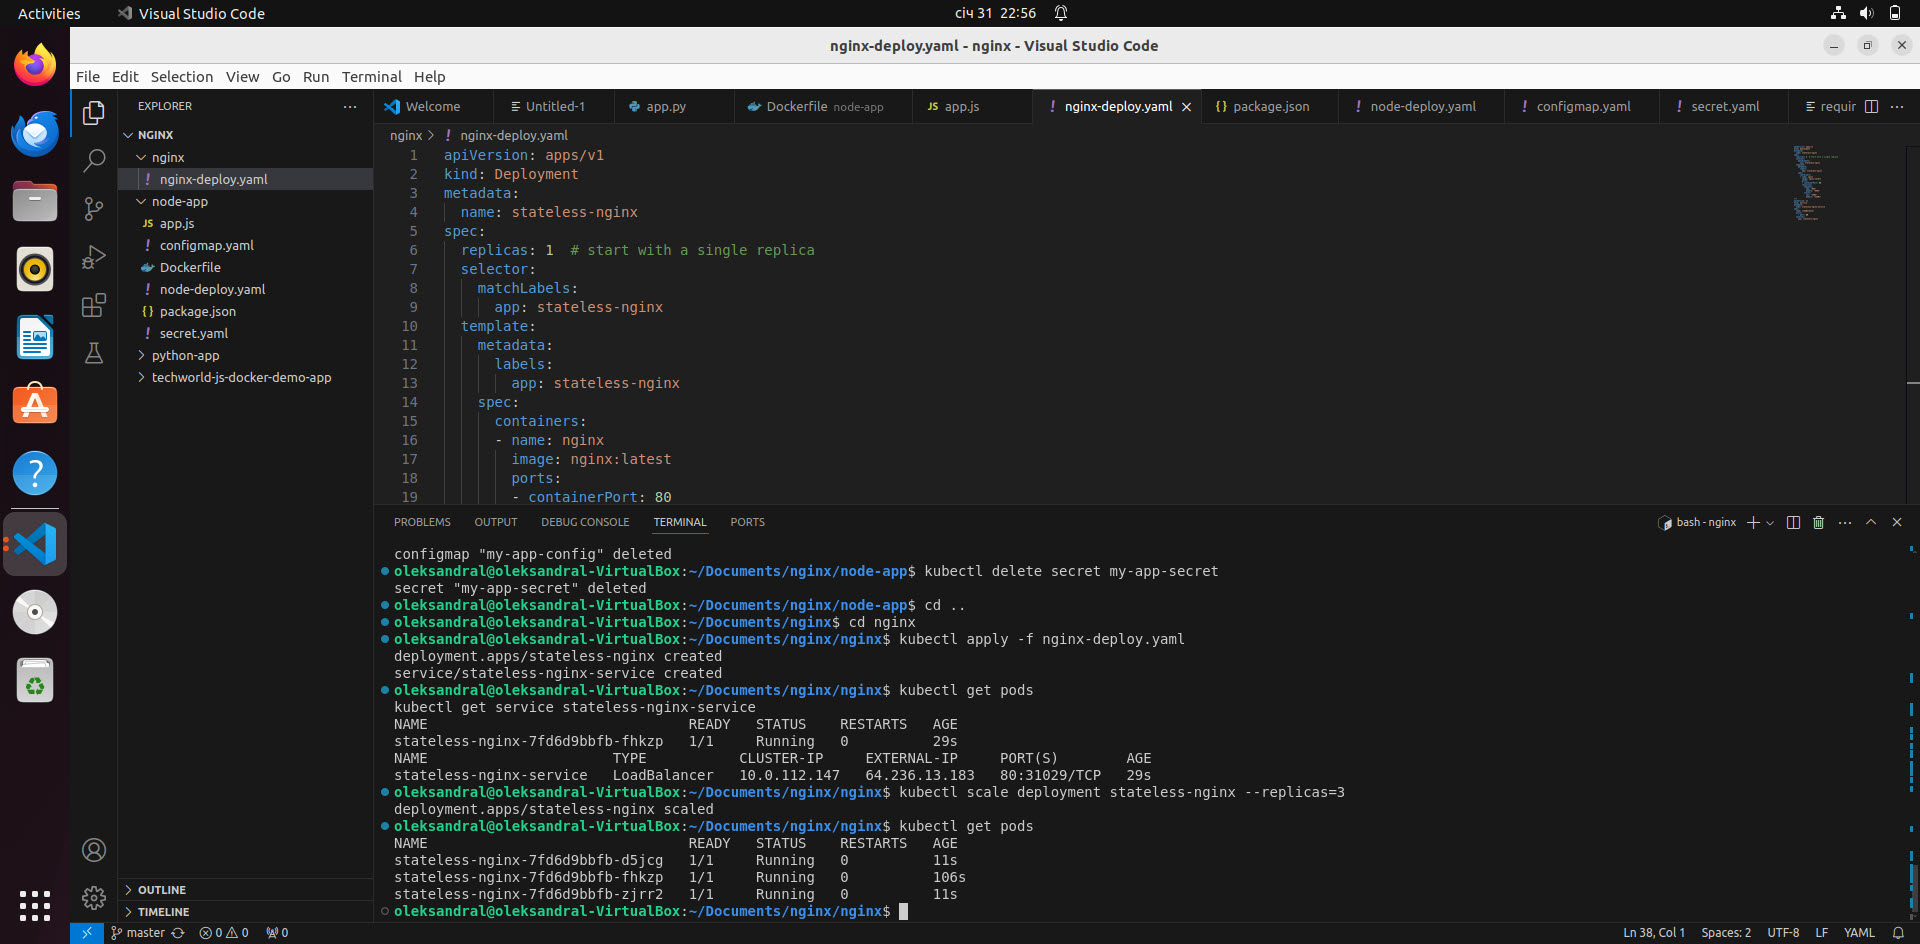 Activities
Visual Studio Code
січ 31 22:56
nginx-deploy.yaml - nginx - Visual Studio Code
File Edit Selection View Go Run Terminal Help
EXPLORER
Welcome
Untitled-1
app.py
Dockerfile node-app
JS app.js
! nginx-deploy.yaml
{} package.json
! node-deploy.yaml
! configmap.yaml
! secret.yaml
requir
NGINX
nginx
! nginx-deploy.yaml
node-app
JS app.js
! configmap.yaml
Dockerfile
! node-deploy.yaml
{} package.json
! secret.yaml
python-app
techworld-js-docker-demo-app
OUTLINE
TIMELINE
nginx > ! nginx-deploy.yaml
1 apiVersion: apps/v1
2 kind: Deployment
3 metadata:
4   name: stateless-nginx
5 spec:
6   replicas: 1  # start with a single replica
7   selector:
8     matchLabels:
9       app: stateless-nginx
10   template:
11     metadata:
12       labels:
13         app: stateless-nginx
14     spec:
15       containers:
16       - name: nginx
17         image: nginx:latest
18         ports:
19         - containerPort: 80
PROBLEMS OUTPUT DEBUG CONSOLE TERMINAL PORTS
bash - nginx
configmap "my-app-config" deleted
oleksandral@oleksandral-VirtualBox:~/Documents/nginx/node-app$ kubectl delete secret my-app-secret
secret "my-app-secret" deleted
oleksandral@oleksandral-VirtualBox:~/Documents/nginx/node-app$ cd ..
oleksandral@oleksandral-VirtualBox:~/Documents/nginx$ cd nginx
oleksandral@oleksandral-VirtualBox:~/Documents/nginx/nginx$ kubectl apply -f nginx-deploy.yaml
deployment.apps/stateless-nginx created
service/stateless-nginx-service created
oleksandral@oleksandral-VirtualBox:~/Documents/nginx/nginx$ kubectl get pods
kubectl get service stateless-nginx-service
NAME READY STATUS RESTARTS AGE
stateless-nginx-7fd6d9bbfb-fhkzp 1/1 Running 0 29s
NAME TYPE CLUSTER-IP EXTERNAL-IP PORT(S) AGE
stateless-nginx-service LoadBalancer 10.0.112.147 64.236.13.183 80:31029/TCP 29s
oleksandral@oleksandral-VirtualBox:~/Documents/nginx/nginx$ kubectl scale deployment stateless-nginx --replicas=3
deployment.apps/stateless-nginx scaled
oleksandral@oleksandral-VirtualBox:~/Documents/nginx/nginx$ kubectl get pods
NAME READY STATUS RESTARTS AGE
stateless-nginx-7fd6d9bbfb-d5jcg 1/1 Running 0 11s
stateless-nginx-7fd6d9bbfb-fhkzp 1/1 Running 0 106s
stateless-nginx-7fd6d9bbfb-zjrr2 1/1 Running 0 11s
oleksandral@oleksandral-VirtualBox:~/Documents/nginx/nginx$
master 0 0 0
Ln 38, Col 1 Spaces: 2 UTF-8 LF YAML